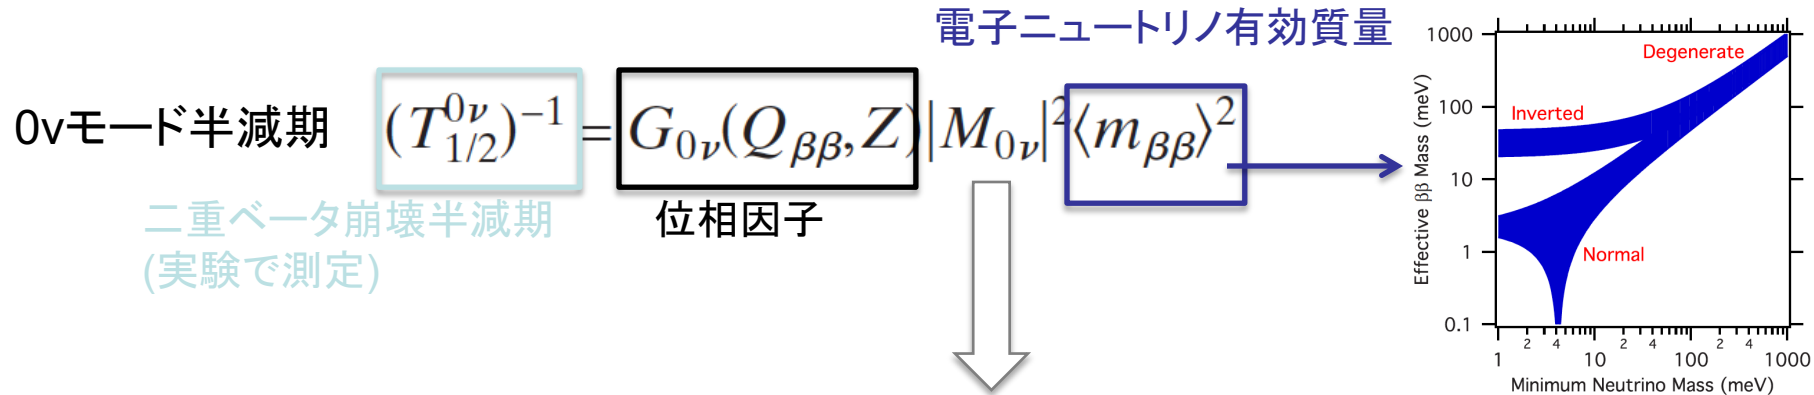 電子ニュートリノ有効質量
0vモード半減期 (T^{0ν}_{1/2})^{-1} = G_{0ν}(Q_{ββ}, Z)|M_{0ν}|^2⟨m_{ββ}⟩^2
二重ベータ崩壊半減期
(実験で測定)
位相因子
Effective ββ Mass (meV)
1000
100
10
1
0.1
Degenerate
Inverted
Normal
2 4 2 4 2 4
1 10 100 1000
Minimum Neutrino Mass (meV)